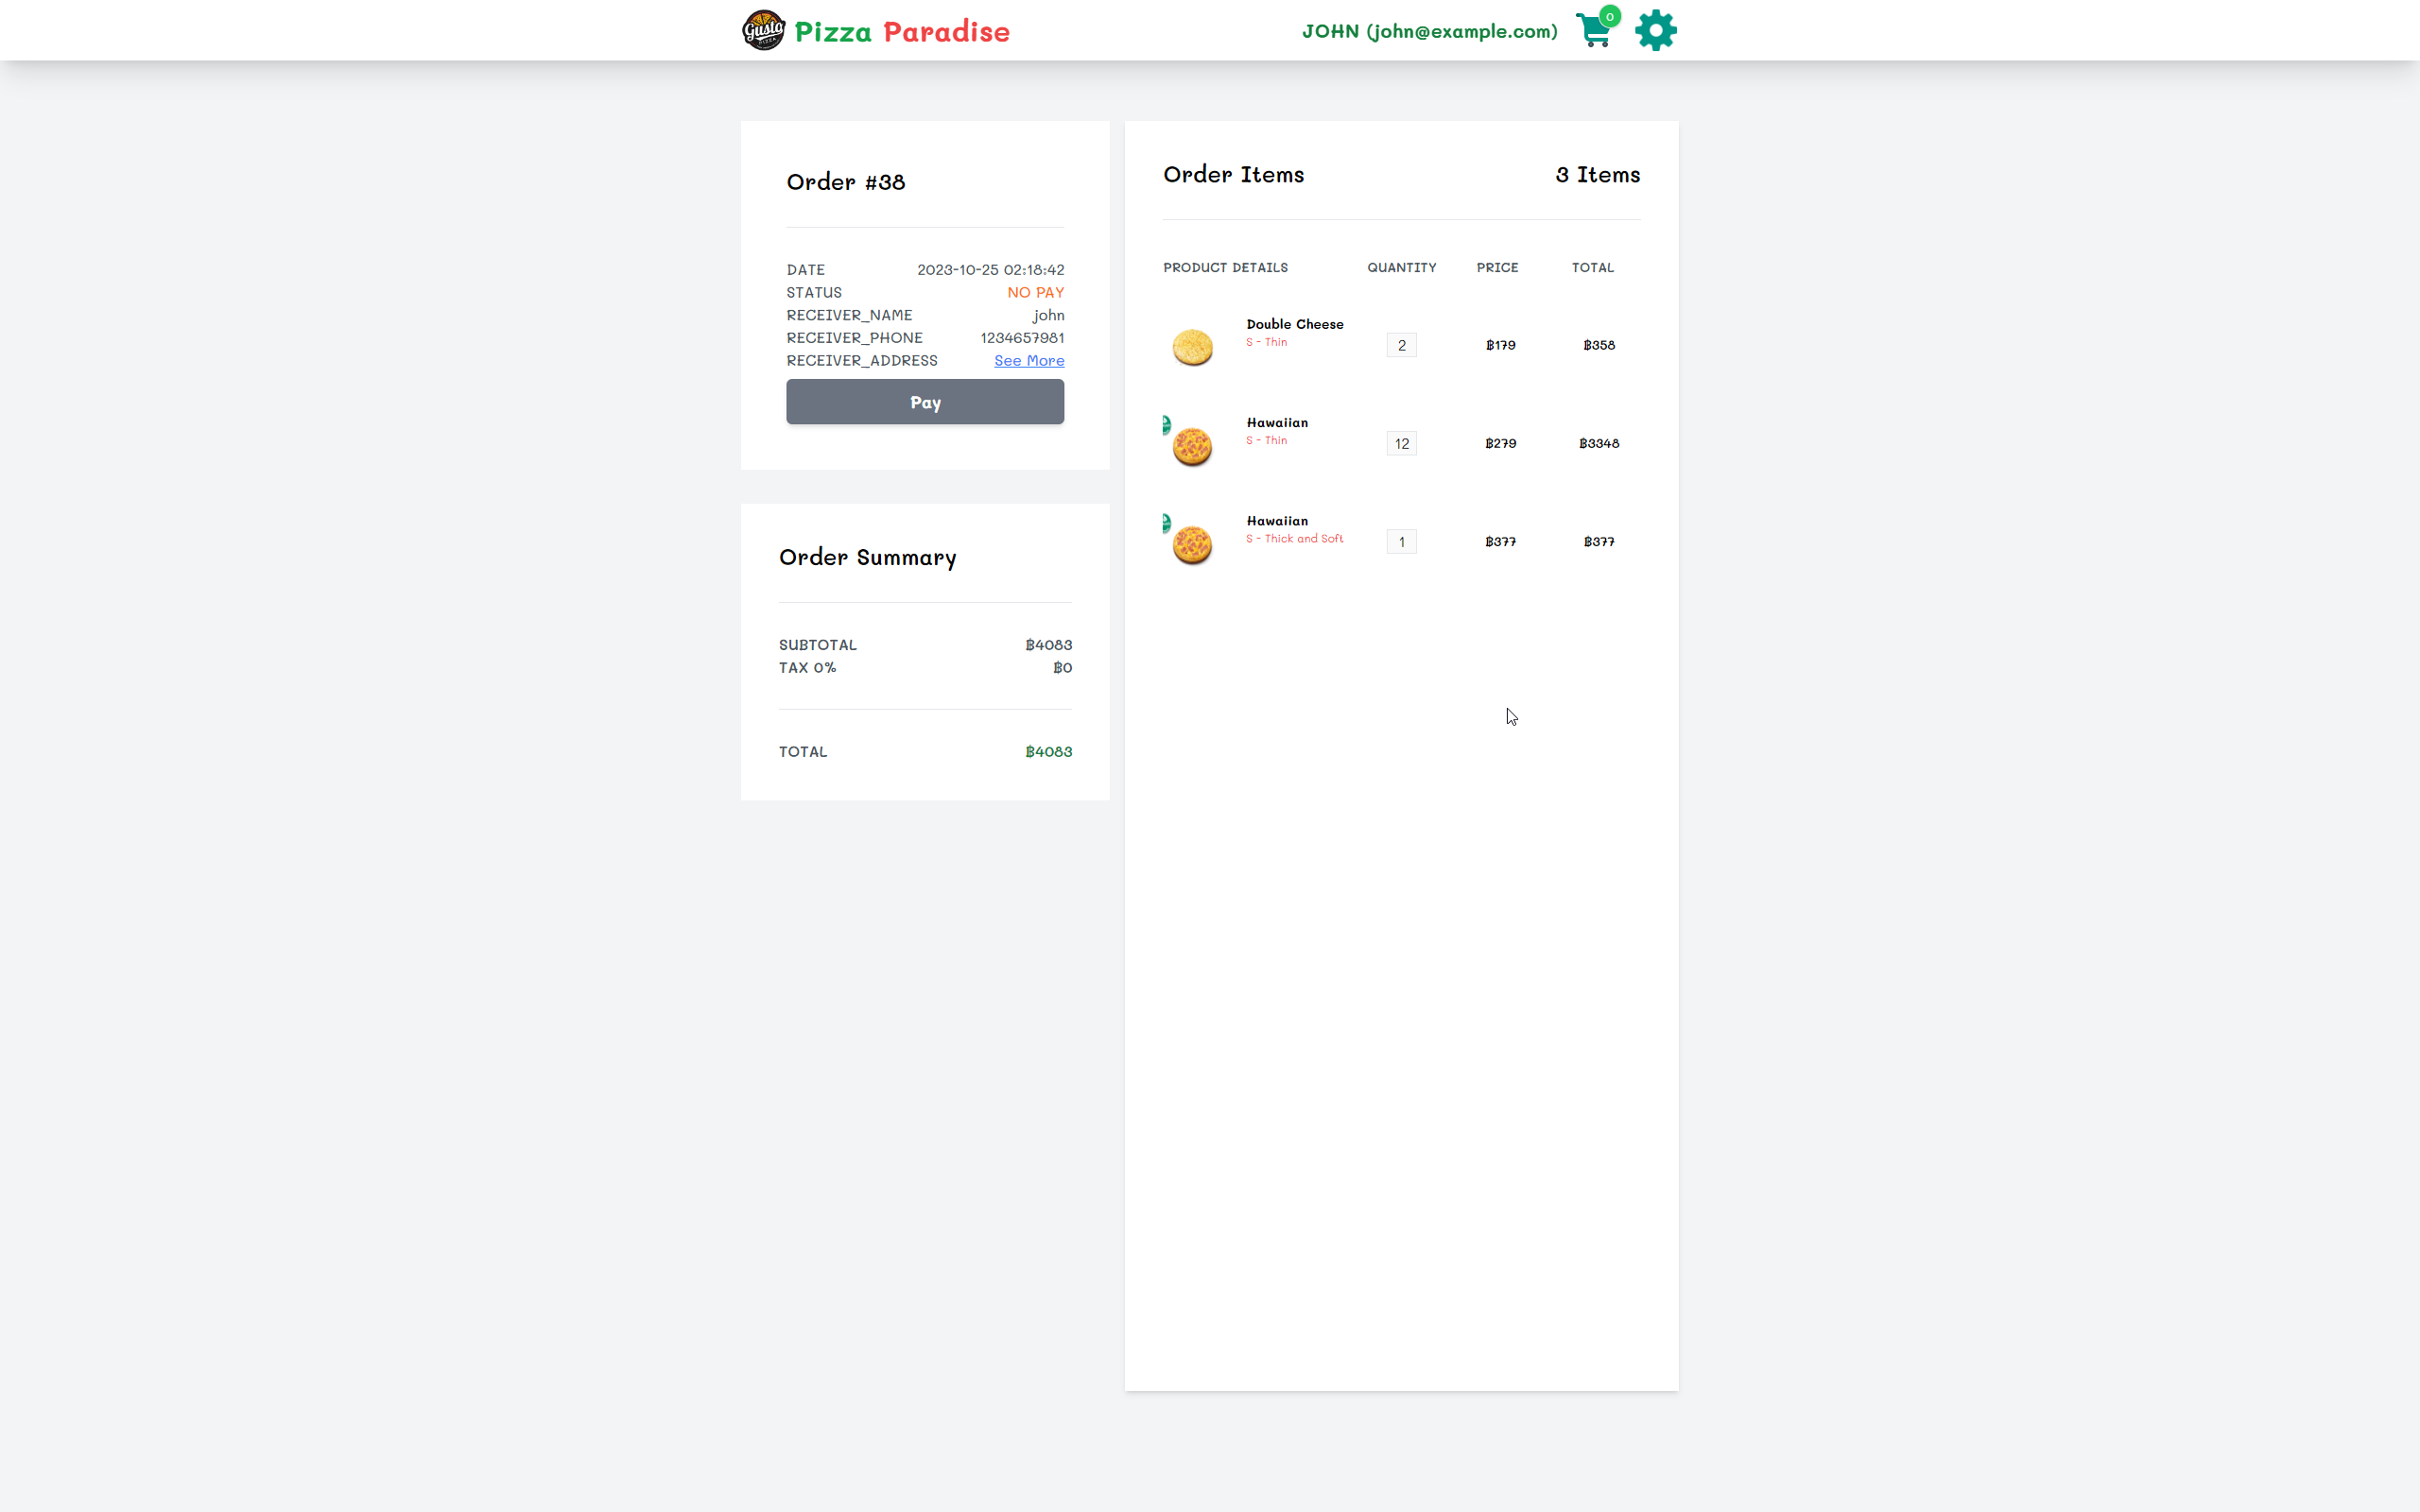 Gusto
PIZZA
Pizza Paradise
JOHN (john@example.com)
0
Order #38
DATE 2023-10-25 02:18:42
STATUS NO PAY
RECEIVER_NAME john
RECEIVER_PHONE 1234657981
RECEIVER_ADDRESS See More
Pay
Order Summary
SUBTOTAL ฿4083
TAX 0% ฿0
TOTAL ฿4083
Order Items 3 Items
PRODUCT DETAILS QUANTITY PRICE TOTAL
Double Cheese
S - Thin
2 ฿179 ฿358
Hawaiian
S - Thin
12 ฿279 ฿3348
Hawaiian
S - Thick and Soft
1 ฿377 ฿377